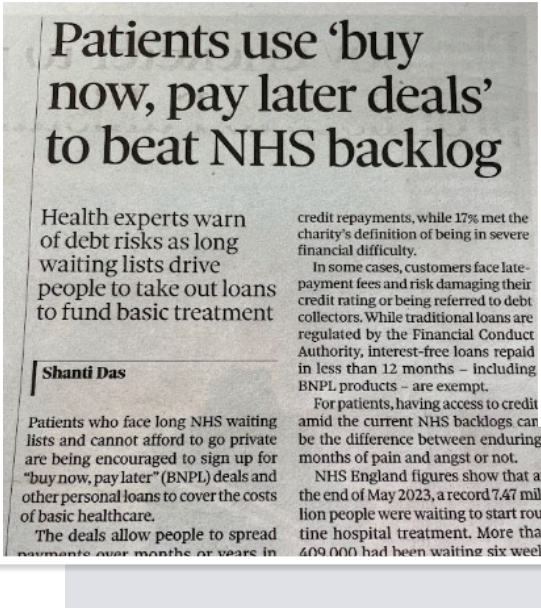 Patients use ‘buy
now, pay later deals’
to beat NHS backlog
Health experts warn
of debt risks as long
waiting lists drive
people to take out loans
to fund basic treatment
Shanti Das
Patients who face long NHS waiting
lists and cannot afford to go private
are being encouraged to sign up for
“buy now, pay later” (BNPL) deals and
other personal loans to cover the costs
of basic healthcare.
The deals allow people to spread
payments over months or years in
credit repayments, while 17% met the
charity’s definition of being in severe
financial difficulty.
In some cases, customers face late-
payment fees and risk damaging their
credit rating or being referred to debt
collectors. While traditional loans are
regulated by the Financial Conduct
Authority, interest-free loans repaid
in less than 12 months – including
BNPL products – are exempt.
For patients, having access to credit
amid the current NHS backlogs can
be the difference between enduring
months of pain and angst or not.
NHS England figures show that a
the end of May 2023, a record 7.47 mil
lion people were waiting to start rou
tine hospital treatment. More tha
409,000 had been waiting six wee